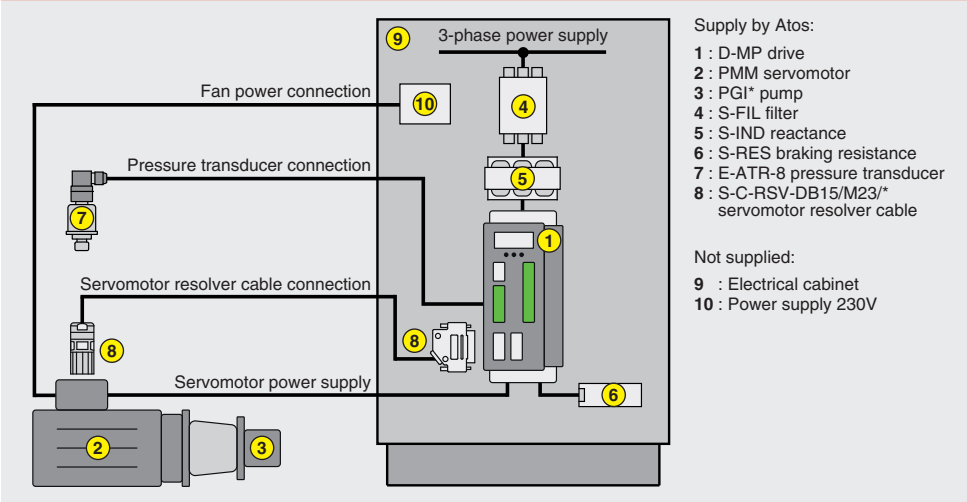 9
3-phase power supply
Fan power connection
10
4
Pressure transducer connection
5
7
1
Servomotor resolver cable connection
8
8
Servomotor power supply
6
2
3
Supply by Atos:
1 : D-MP drive
2 : PMM servomotor
3 : PGI* pump
4 : S-FIL filter
5 : S-IND reactance
6 : S-RES braking resistance
7 : E-ATR-8 pressure transducer
8 : S-C-RSV-DB15/M23/*
servomotor resolver cable
Not supplied:
9 : Electrical cabinet
10 : Power supply 230V